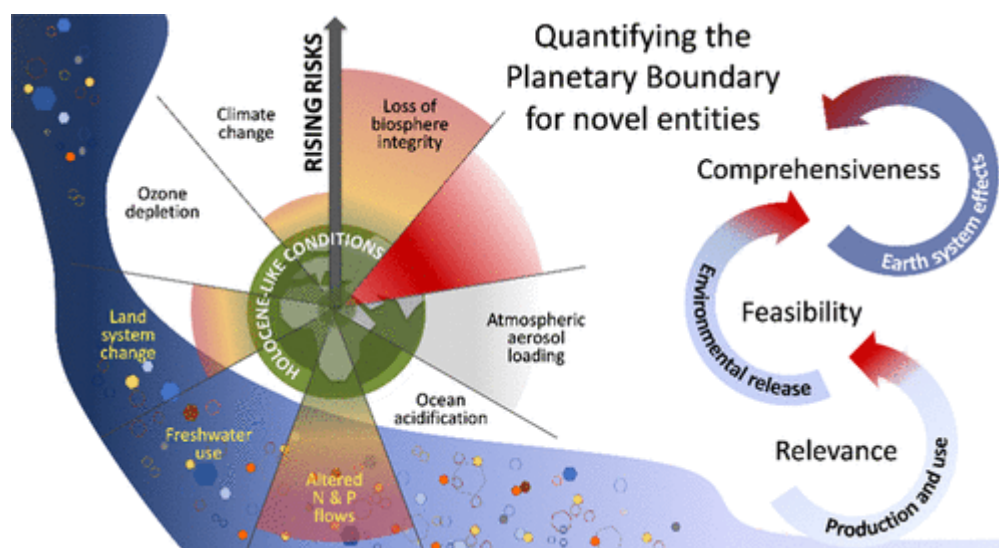 Quantifying the
Planetary Boundary
for novel entities
RISING RISKS
Climate
change
Loss of
biosphere
integrity
Ozone
depletion
HOLOCENE-LIKE CONDITIONS
Land
system
change
Atmospheric
aerosol
loading
Ocean
acidification
Freshwater
use
Altered
N & P
flows
Comprehensiveness
Earth system effects
Feasibility
Environmental release
Relevance
Production and use